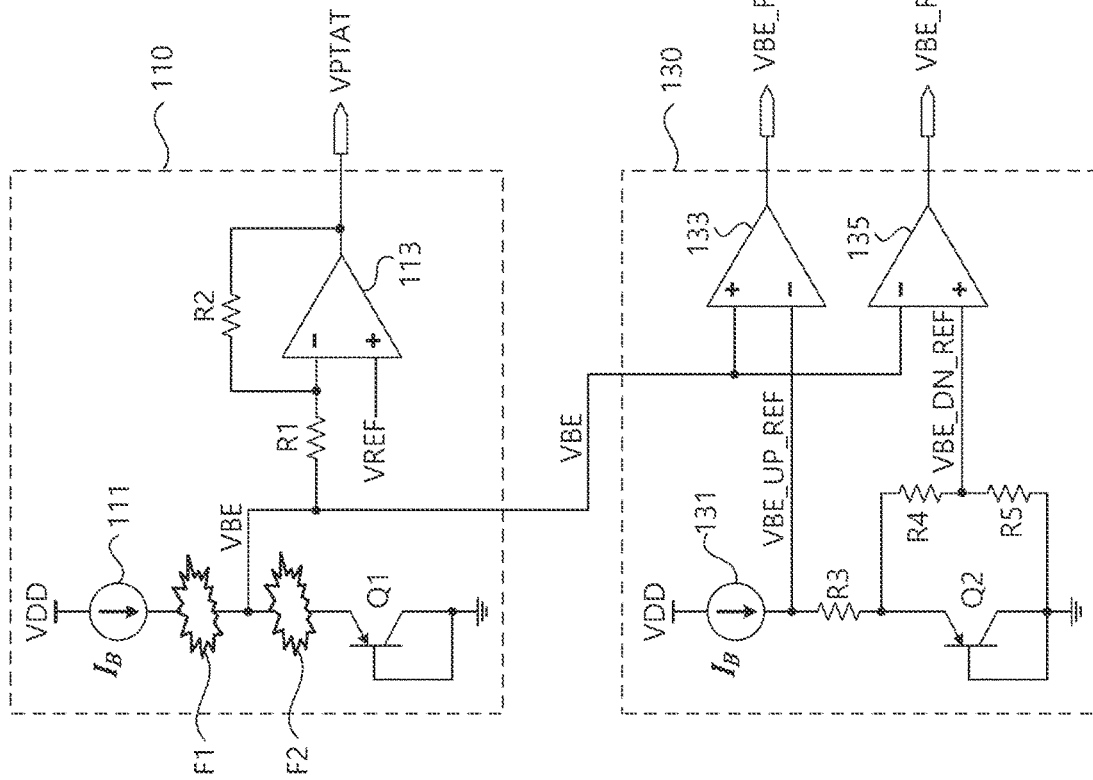 110
VDD
111
I_B
F1
VBE
F2
Q1
R1
R2
VREF
113
VPTAT
VBE
130
VDD
131
I_B
VBE_UP_REF
R3
R4
R5
Q2
VBE_DN_REF
133
135
+
−
−
+
−
+